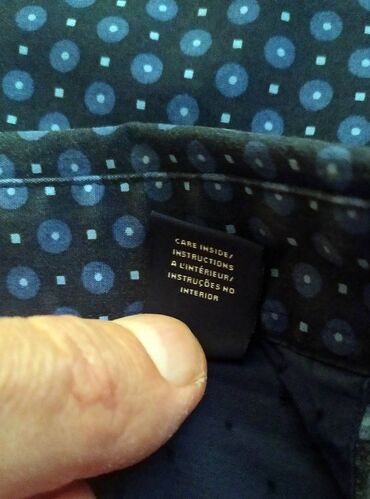 CARE INSIDE/
INSTRUCTIONS
A L'INTÉRIEUR/
INSTRUÇÕES NO
INTERIOR